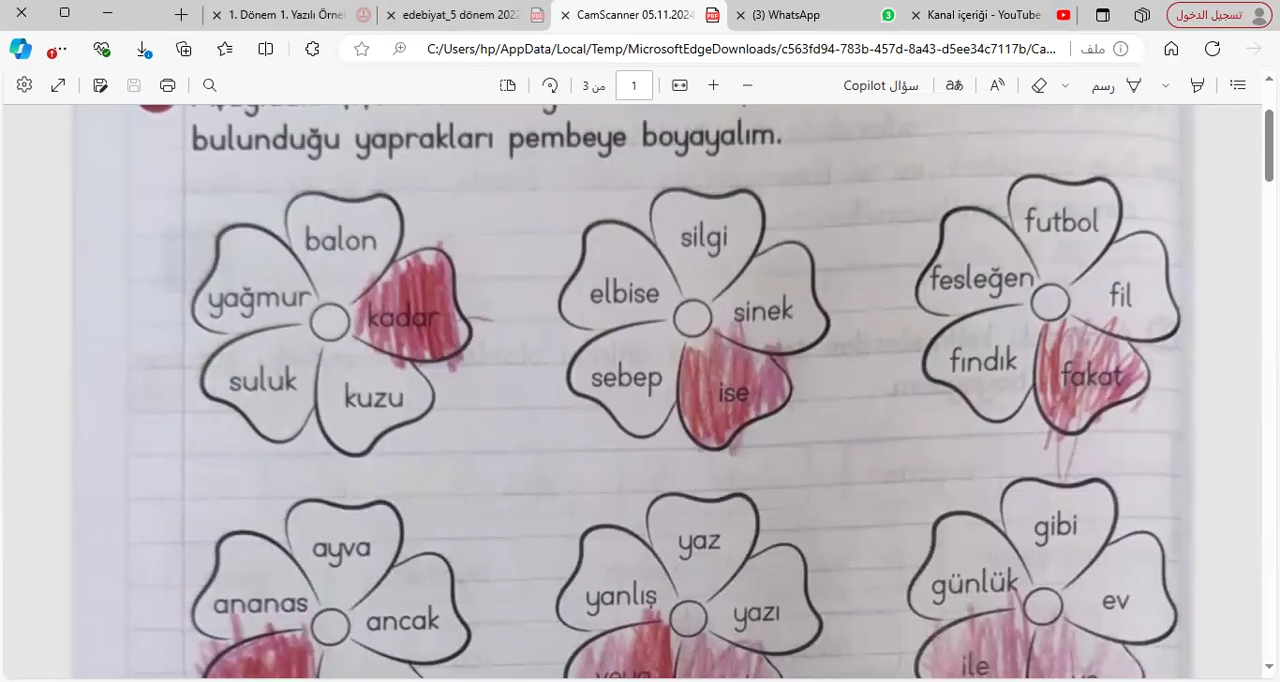 1. Dönem 1. Yazılı Örne
edebiyat_5 dönem 202
CamScanner 05.11.2024
(3) WhatsApp
3
Kanal içeriği - YouTube
تسجيل الدخول
C:/Users/hp/AppData/Local/Temp/MicrosoftEdgeDownloads/c563fd94-783b-457d-8a43-d5ee34c7117b/Ca...
ملف
من 3
1
سؤال Copilot
رسم
bulunduğu yaprakları pembeye boyayalım.
balon
yağmur
kadar
suluk
kuzu
silgi
elbise
sinek
sebep
ise
futbol
fesleğen
fil
fındık
fakat
ayva
ananas
ancak
yaz
yanlış
yazı
veya
gibi
günlük
ev
ile